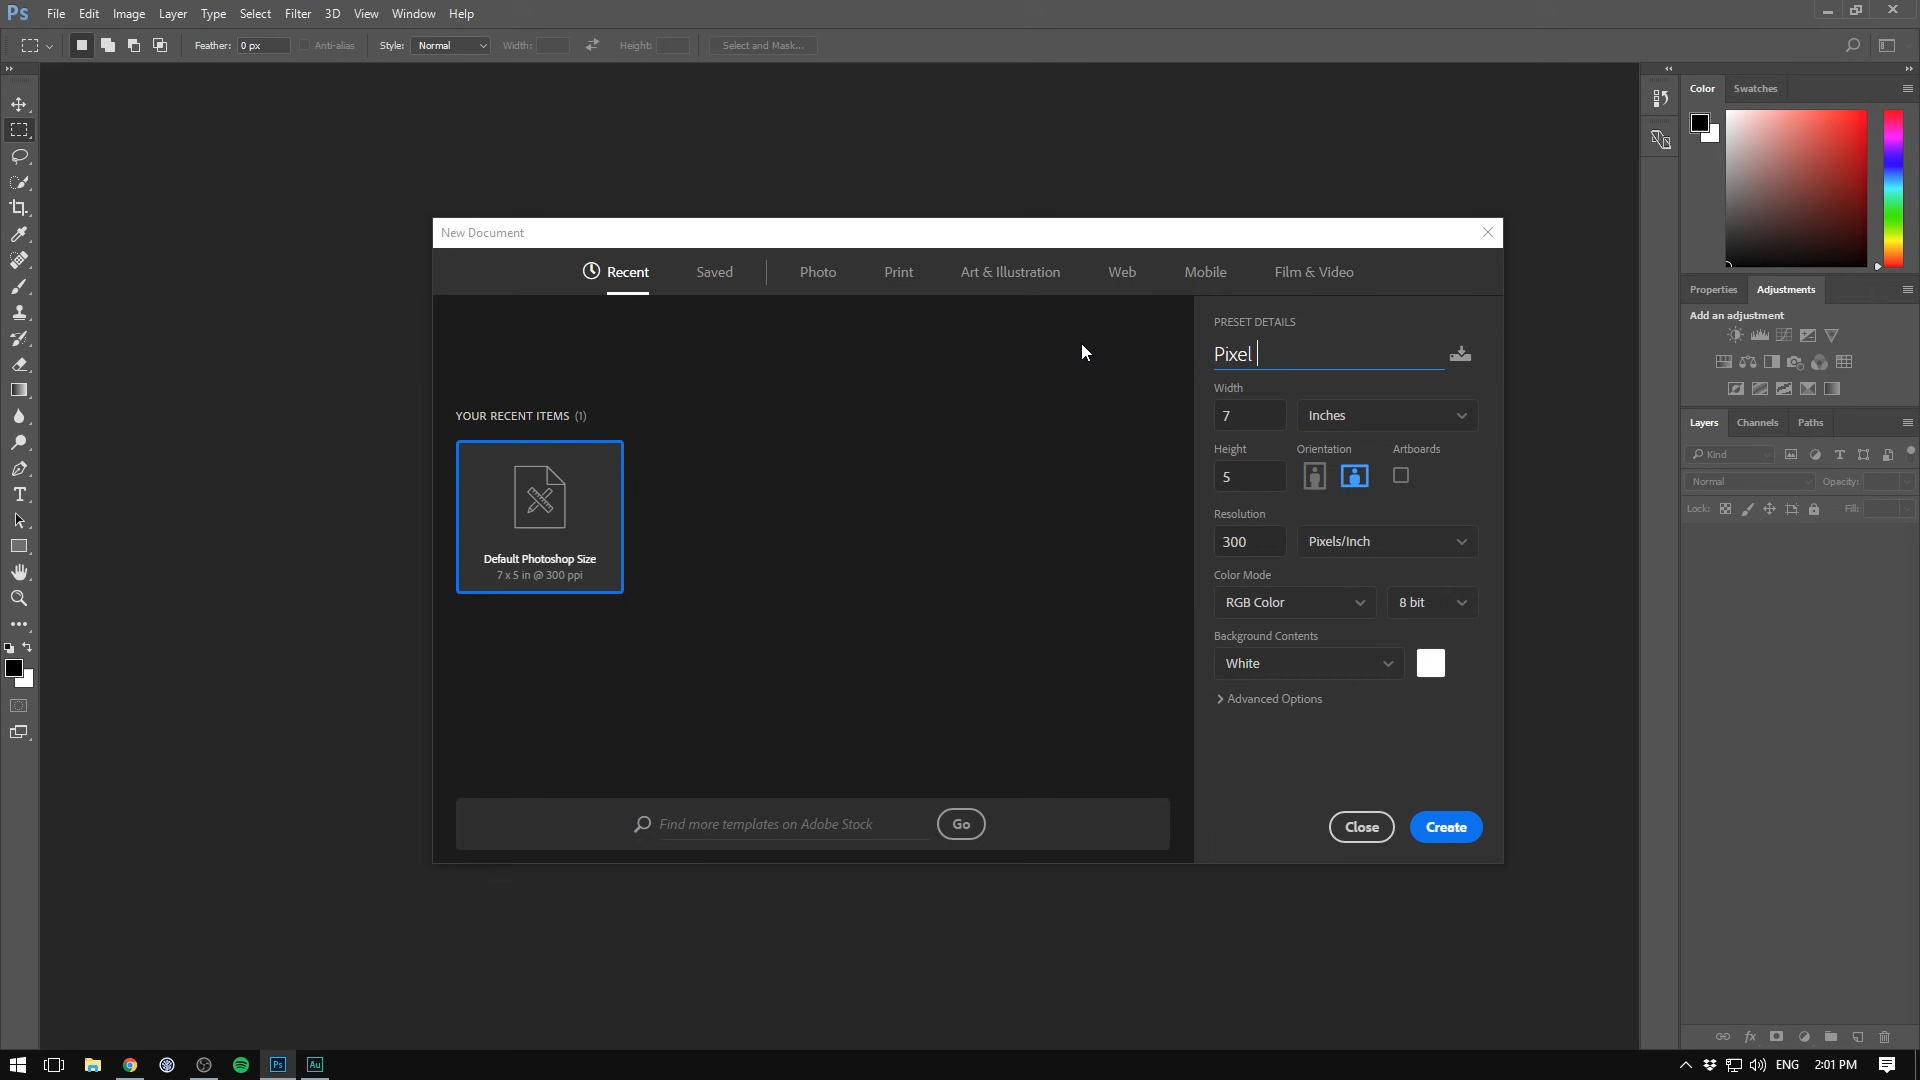 Ps File Edit Image Layer Type Select Filter 3D View Window Help
Feather: 0 px Anti-alias Style: Normal Width: Height: Select and Mask...
Color Swatches
New Document
Recent Saved Photo Print Art & Illustration Web Mobile Film & Video
Properties Adjustments
Add an adjustment
PRESET DETAILS
Pixel
Width
7 Inches
YOUR RECENT ITEMS (1)
Layers Channels Paths
Height Orientation Artboards
Kind
5
Normal Opacity:
Lock: Fill:
Resolution
300 Pixels/Inch
Default Photoshop Size
7 x 5 in @ 300 ppi
Color Mode
RGB Color 8 bit
Background Contents
White
Advanced Options
Find more templates on Adobe Stock Go
Close Create
fx
Ps Au ENG 2:01 PM